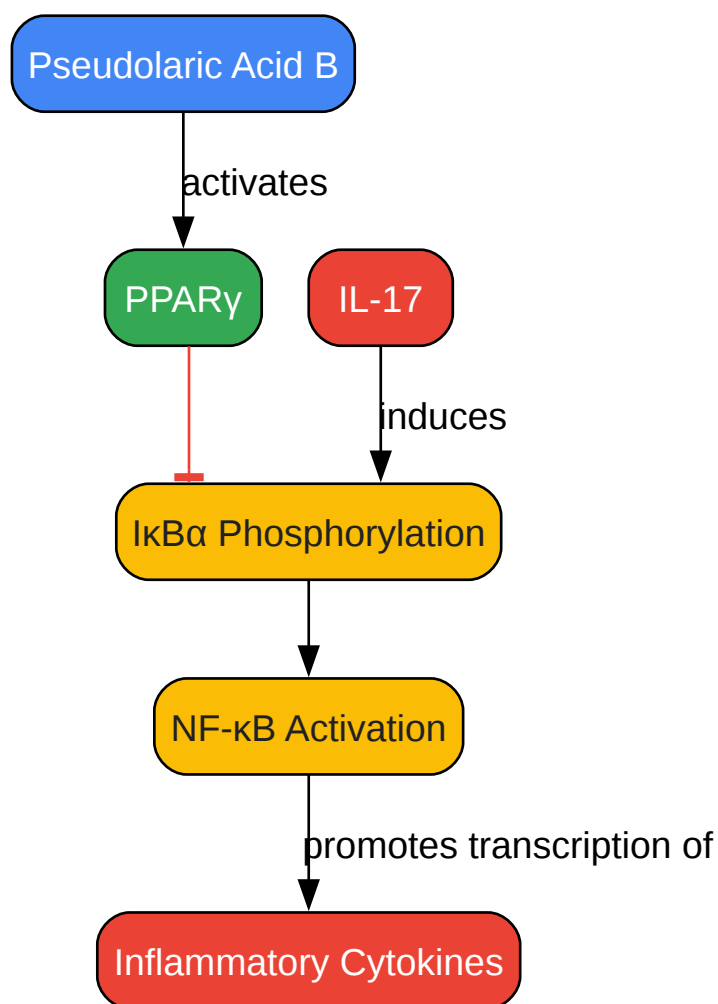 Pseudolaric Acid B
activates
PPARγ
IL-17
induces
IκBα Phosphorylation
NF-κB Activation
promotes transcription of
Inflammatory Cytokines